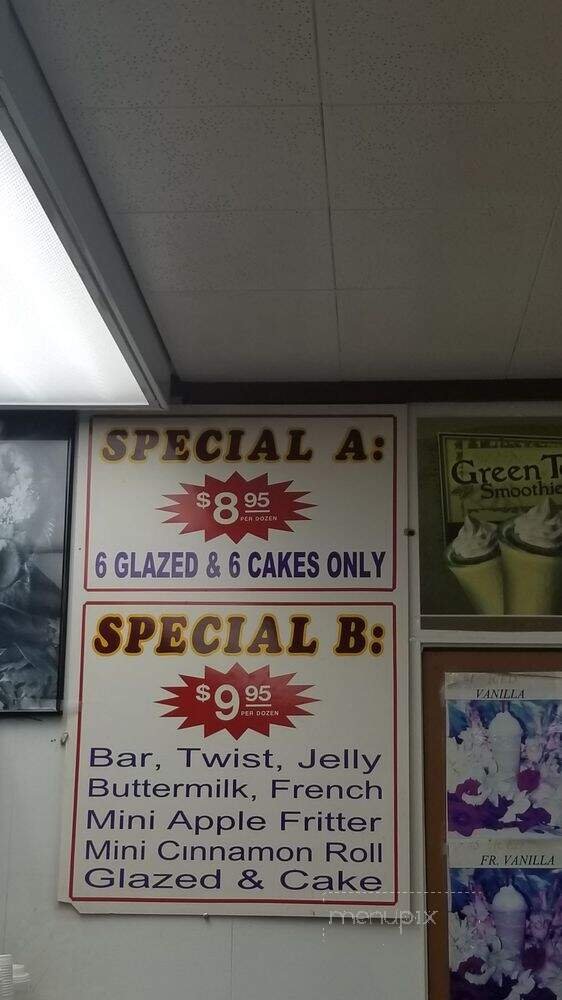 SPECIAL A:
$8 95
PER DOZEN
6 GLAZED & 6 CAKES ONLY
SPECIAL B:
$9 95
PER DOZEN
Bar, Twist, Jelly
Buttermilk, French
Mini Apple Fritter
Mini Cinnamon Roll
Glazed & Cake
Green
Smoothie
VANILLA
FR. VANILLA
menupix